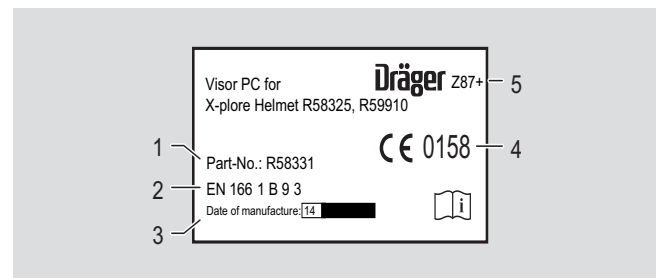 Visor PC for
Dräger Z87+ 5
X-plore Helmet R58325, R59910
CE 0158 4
1 Part-No.: R58331
2 EN 166 1 B 9 3
3 Date of manufacture: 14
i